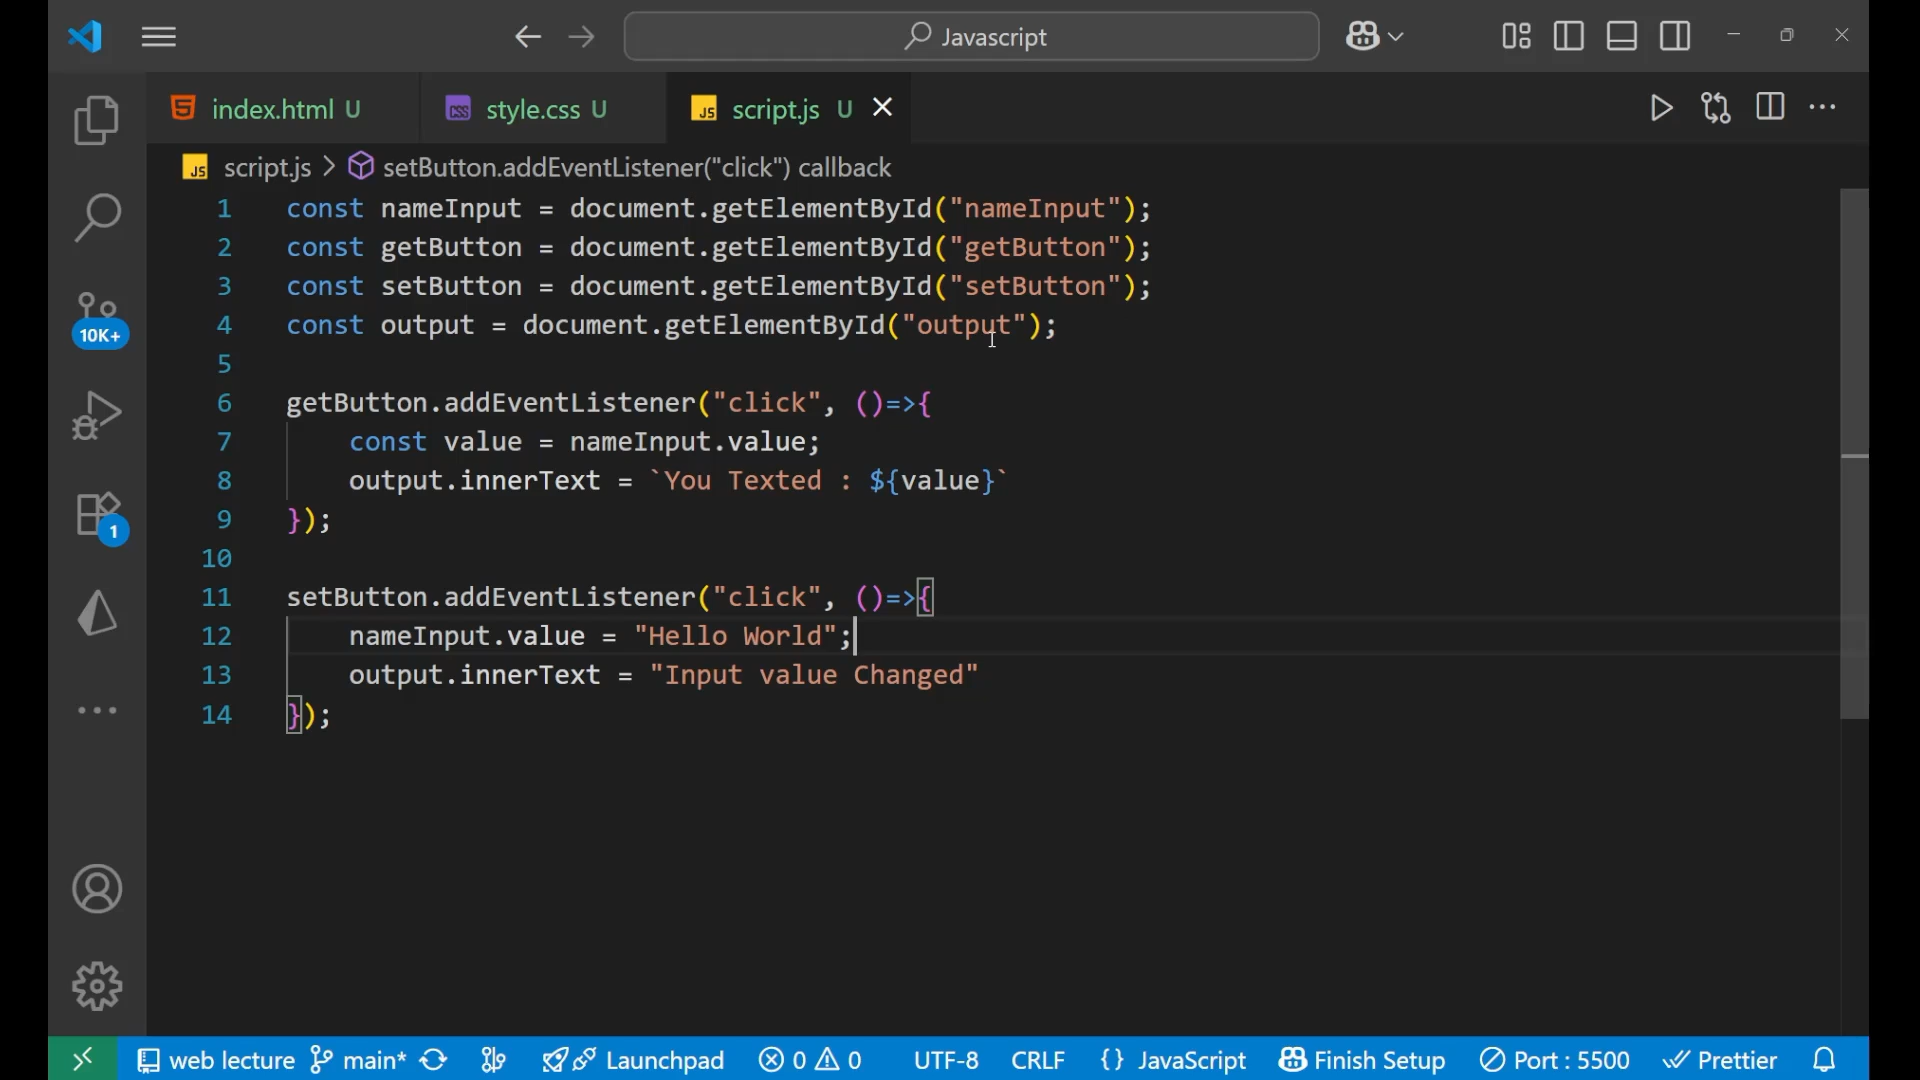 Javascript
index.html U
style.css U
JS script.js U
JS script.js > setButton.addEventListener("click") callback
1 const nameInput = document.getElementById("nameInput");
2 const getButton = document.getElementById("getButton");
3 const setButton = document.getElementById("setButton");
4 const output = document.getElementById("output");
5
6 getButton.addEventListener("click", ()=>{
7 const value = nameInput.value;
8 output.innerText = `You Texted : ${value}`
9 });
10
11 setButton.addEventListener("click", ()=>{
12 nameInput.value = "Hello World";
13 output.innerText = "Input value Changed"
14 });
10K+
1
web lecture main* Launchpad 0 0 UTF-8 CRLF {} JavaScript Finish Setup Port : 5500 Prettier